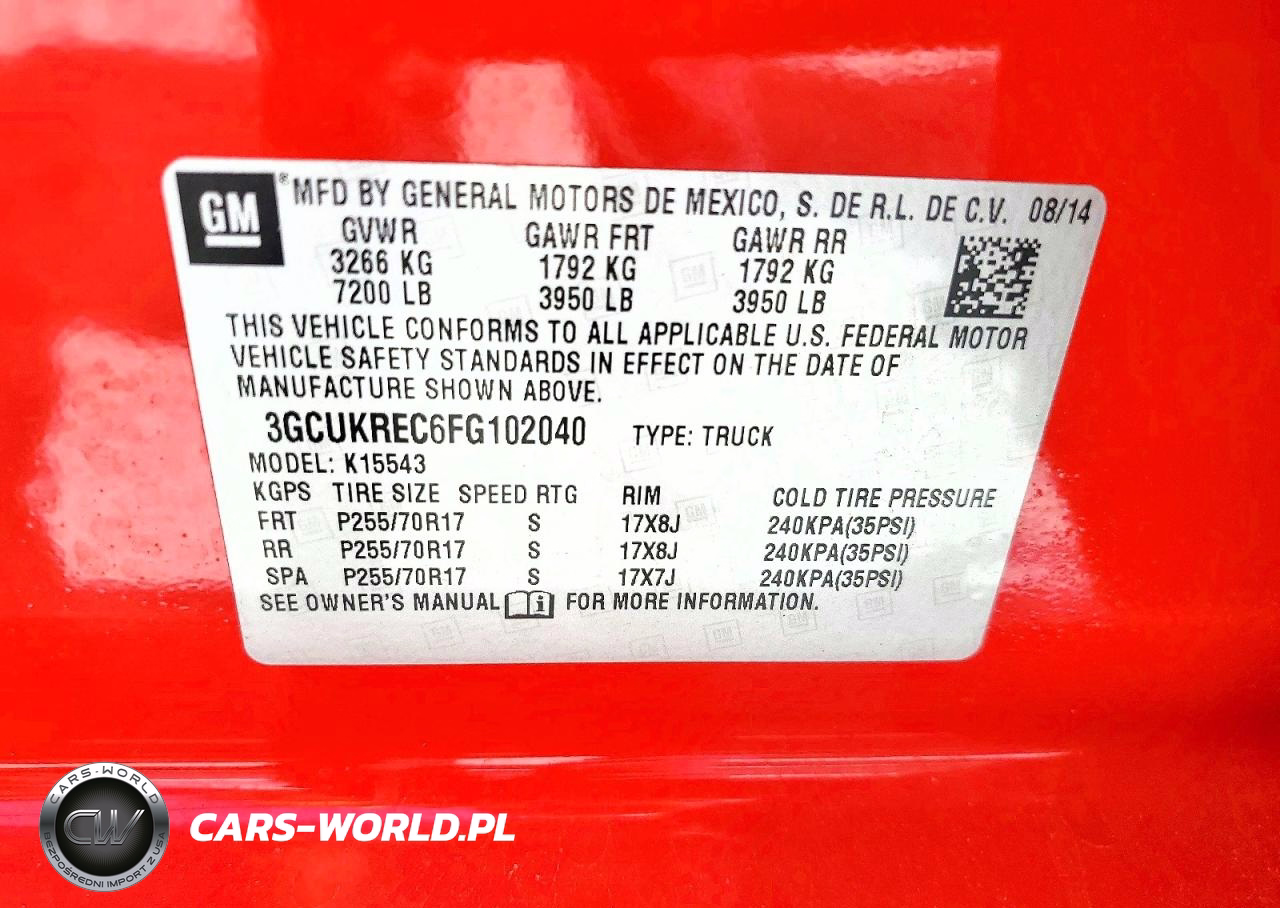 GM ® MFD BY GENERAL MOTORS DE MEXICO, S. DE R.L. DE C.V. 08/14
GVWR GAWR FRT GAWR RR
3266 KG 1792 KG 1792 KG
7200 LB 3950 LB 3950 LB
THIS VEHICLE CONFORMS TO ALL APPLICABLE U.S. FEDERAL MOTOR
VEHICLE SAFETY STANDARDS IN EFFECT ON THE DATE OF
MANUFACTURE SHOWN ABOVE.
3GCUKREC6FG102040 TYPE: TRUCK
MODEL: K15543
KGPS TIRE SIZE SPEED RTG RIM COLD TIRE PRESSURE
FRT P255/70R17 S 17X8J 240KPA(35PSI)
RR P255/70R17 S 17X8J 240KPA(35PSI)
SPA P255/70R17 S 17X7J 240KPA(35PSI)
SEE OWNER'S MANUAL i FOR MORE INFORMATION.
CARS-WORLD
CW
BEZPOŚREDNI IMPORT Z USA
CARS-WORLD.PL